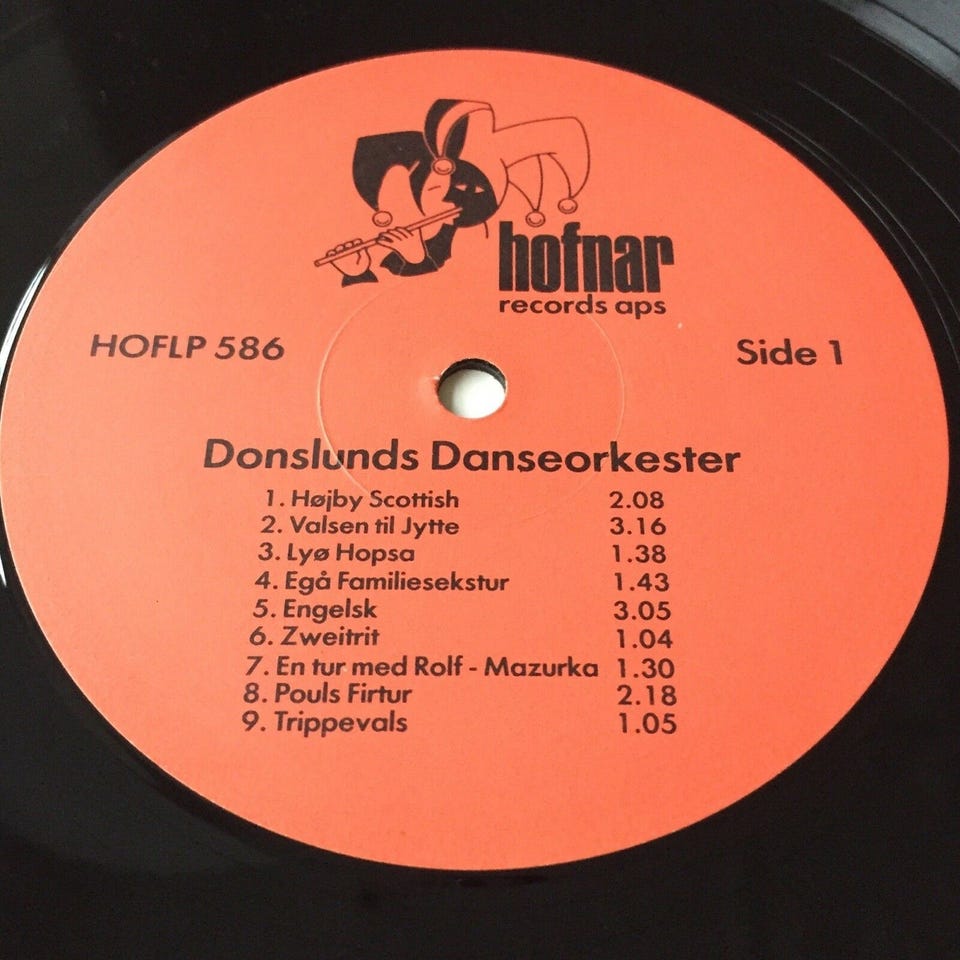 hofnar
records aps
HOFLP 586
Side 1
Donslunds Danseorkester
1. Højby Scottish 2.08
2. Valsen til Jytte 3.16
3. Lyø Hopsa 1.38
4. Egå Familiesekstur 1.43
5. Engelsk 3.05
6. Zweitrit 1.04
7. En tur med Rolf - Mazurka 1.30
8. Pouls Firtur 2.18
9. Trippevals 1.05